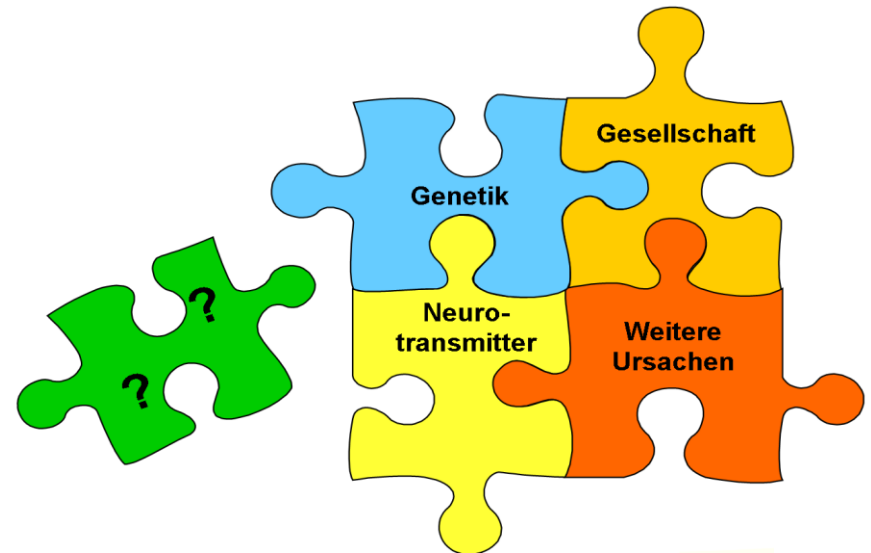 Gesellschaft
Genetik
?
?
Neuro-
transmitter
Weitere
Ursachen